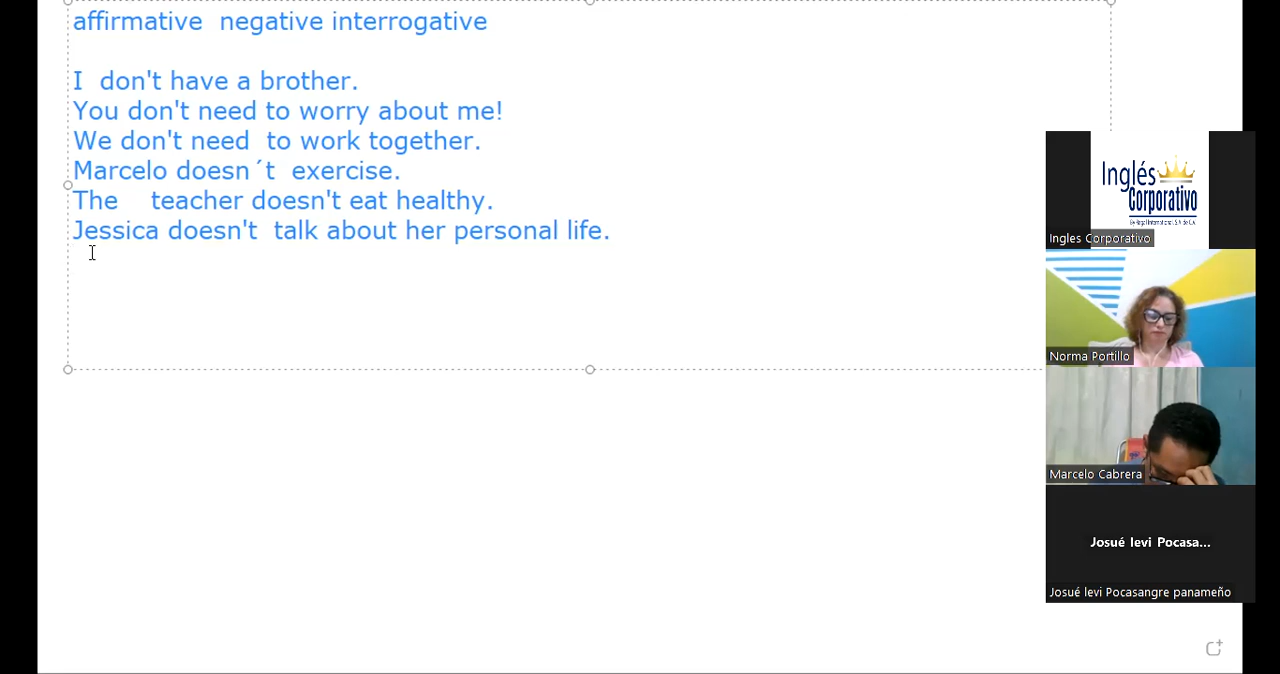 affirmative  negative interrogative
I  don't have a brother.
You don't need to worry about me!
We don't need  to work together.
Marcelo doesn´t  exercise.
The    teacher doesn't eat healthy.
Jessica doesn't  talk about her personal life.
Inglés
Corporativo
Ingles Corporativo
Norma Portillo
Marcelo Cabrera
Josué levi Pocasa...
Josué levi Pocasangre panameño